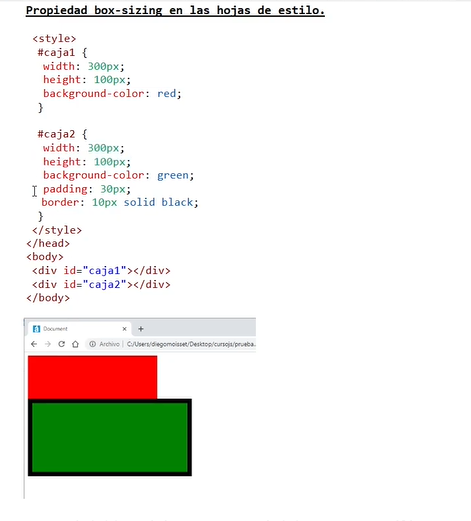 Propiedad box-sizing en las hojas de estilo.
<style>
#caja1 {
width: 300px;
height: 100px;
background-color: red;
}
#caja2 {
width: 300px;
height: 100px;
background-color: green;
padding: 30px;
border: 10px solid black;
}
</style>
</head>
<body>
<div id="caja1"></div>
<div id="caja2"></div>
</body>
Document
Archivo | C:/Users/diegomoisset/Desktop/cursojs/prueba.